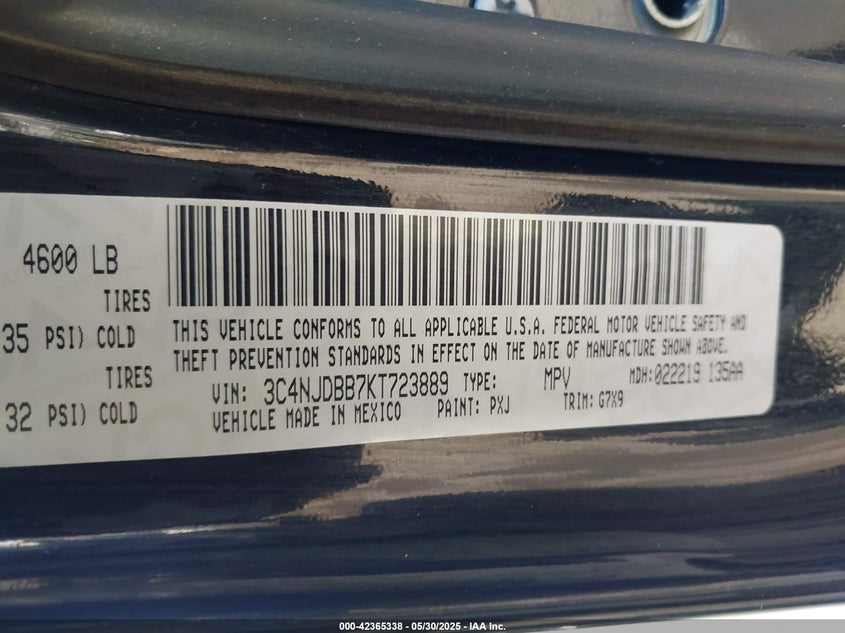 4600 LB
TIRES
35 PSI) COLD
TIRES
32 PSI) COLD
THIS VEHICLE CONFORMS TO ALL APPLICABLE U.S.A. FEDERAL MOTOR VEHICLE SAFETY AND
THEFT PREVENTION STANDARDS IN EFFECT ON THE DATE OF MANUFACTURE SHOWN ABOVE.
VIN: 3C4NJDBB7KT723889 TYPE: MPV MDH:022219 135AA
VEHICLE MADE IN MEXICO PAINT: PXJ TRIM: G7X9
000-42365338 - 05/30/2025 - IAA Inc.